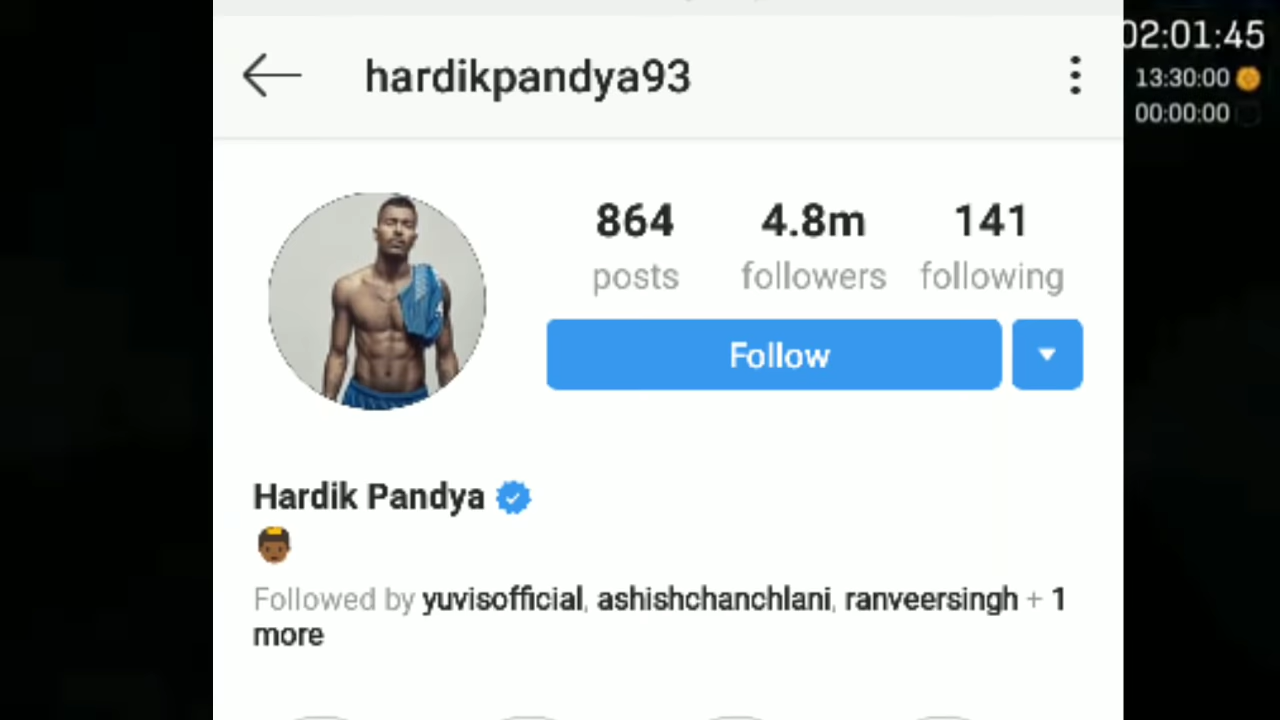 hardikpandya93
02:01:45
13:30:00
00:00:00
864 4.8m 141
posts followers following
Follow
Hardik Pandya
Followed by yuvisofficial, ashishchanchlani, ranveersingh + 1
more